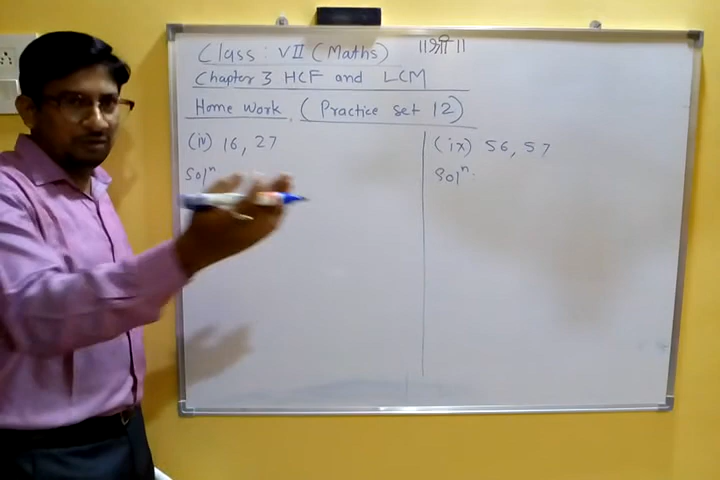 ॥श्री॥
Class : VII (Maths)
Chapter 3 HCF and LCM
Home Work. (Practice set 12)
(iv) 16, 27
Solⁿ
(ix) 56, 57
Solⁿ.